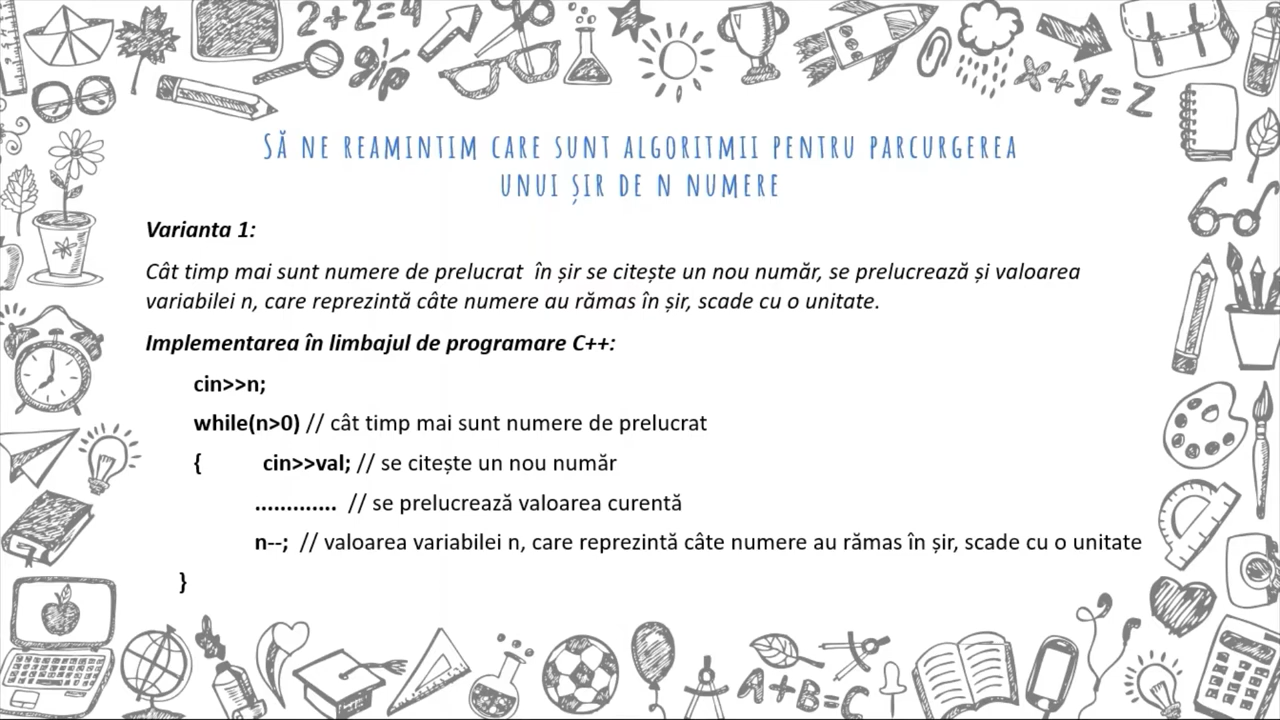 2+2=4
x+y=z
SĂ NE REAMINTIM CARE SUNT ALGORITMII PENTRU PARCURGEREA
UNUI ȘIR DE N NUMERE
Varianta 1:
Cât timp mai sunt numere de prelucrat în șir se citește un nou număr, se prelucrează și valoarea
variabilei n, care reprezintă câte numere au rămas în șir, scade cu o unitate.
Implementarea în limbajul de programare C++:
cin>>n;
while(n>0) // cât timp mai sunt numere de prelucrat
{ cin>>val; // se citește un nou număr
............. // se prelucrează valoarea curentă
n--; // valoarea variabilei n, care reprezintă câte numere au rămas în șir, scade cu o unitate
}
A+B=C